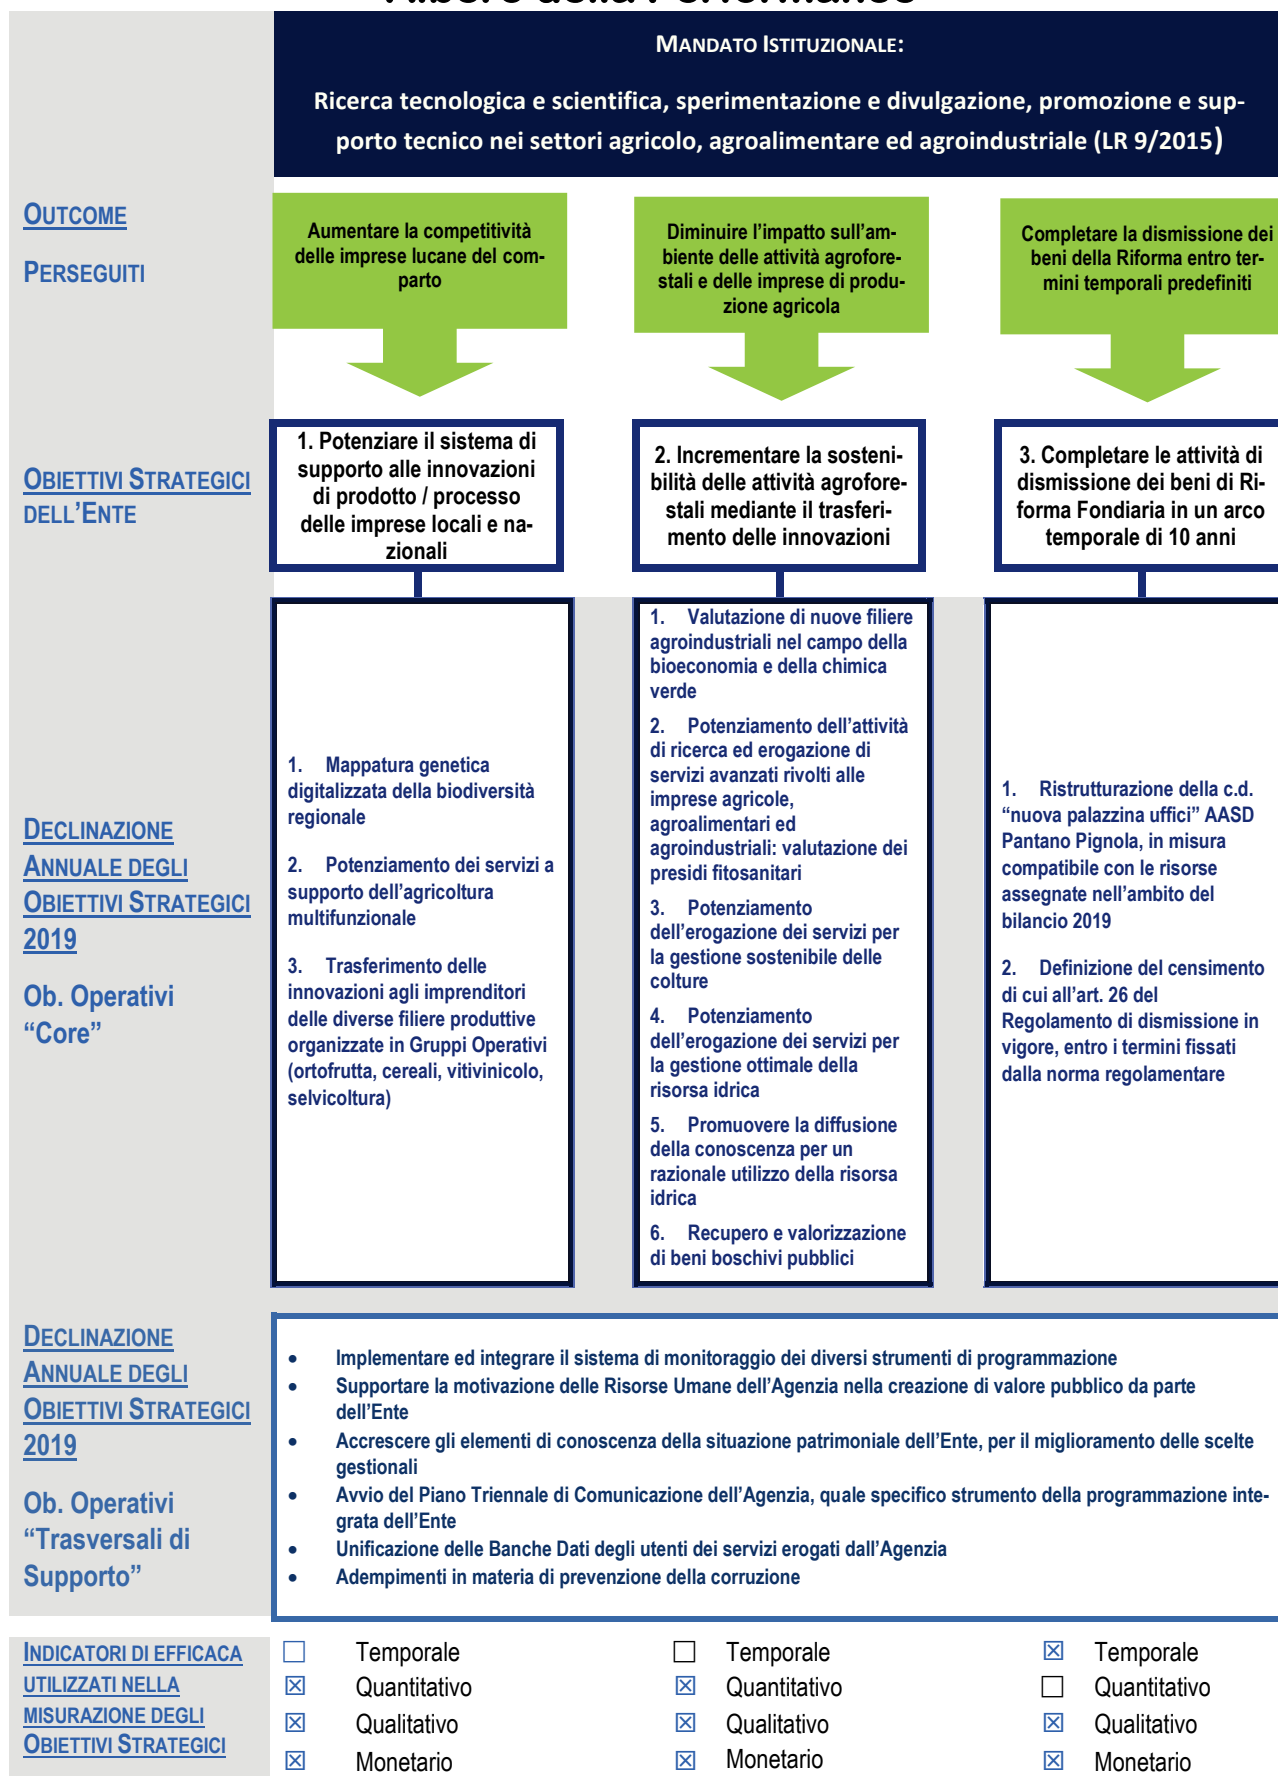 Albero della Performance
MANDATO ISTITUZIONALE:
Ricerca tecnologica e scientifica, sperimentazione e divulgazione, promozione e sup-
porto tecnico nei settori agricolo, agroalimentare ed agroindustriale (LR 9/2015)
OUTCOME
PERSEGUITI
Aumentare la competitività
delle imprese lucane del com-
parto
Diminuire l’impatto sull’am-
biente delle attività agrofore-
stali e delle imprese di produ-
zione agricola
Completare la dismissione dei
beni della Riforma entro ter-
mini temporali predefiniti
OBIETTIVI STRATEGICI
DELL’ENTE
1. Potenziare il sistema di
supporto alle innovazioni
di prodotto / processo
delle imprese locali e na-
zionali
2. Incrementare la sosteni-
bilità delle attività agrofore-
stali mediante il trasferi-
mento delle innovazioni
3. Completare le attività di
dismissione dei beni di Ri-
forma Fondiaria in un arco
temporale di 10 anni
DECLINAZIONE
ANNUALE DEGLI
OBIETTIVI STRATEGICI
2019
Ob. Operativi
“Core”
1. Mappatura genetica
digitalizzata della biodiversità
regionale
2. Potenziamento dei servizi a
supporto dell’agricoltura
multifunzionale
3. Trasferimento delle
innovazioni agli imprenditori
delle diverse filiere produttive
organizzate in Gruppi Operativi
(ortofrutta, cereali, vitivinicolo,
selvicoltura)
1. Valutazione di nuove filiere
agroindustriali nel campo della
bioeconomia e della chimica
verde
2. Potenziamento dell’attività
di ricerca ed erogazione di
servizi avanzati rivolti alle
imprese agricole,
agroalimentari ed
agroindustriali: valutazione dei
presidi fitosanitari
3. Potenziamento
dell’erogazione dei servizi per
la gestione sostenibile delle
colture
4. Potenziamento
dell’erogazione dei servizi per
la gestione ottimale della
risorsa idrica
5. Promuovere la diffusione
della conoscenza per un
razionale utilizzo della risorsa
idrica
6. Recupero e valorizzazione
di beni boschivi pubblici
1. Ristrutturazione della c.d.
“nuova palazzina uffici” AASD
Pantano Pignola, in misura
compatibile con le risorse
assegnate nell’ambito del
bilancio 2019
2. Definizione del censimento
di cui all’art. 26 del
Regolamento di dismissione in
vigore, entro i termini fissati
dalla norma regolamentare
DECLINAZIONE
ANNUALE DEGLI
OBIETTIVI STRATEGICI
2019
Ob. Operativi
“Trasversali di
Supporto”
• Implementare ed integrare il sistema di monitoraggio dei diversi strumenti di programmazione
• Supportare la motivazione delle Risorse Umane dell’Agenzia nella creazione di valore pubblico da parte
dell’Ente
• Accrescere gli elementi di conoscenza della situazione patrimoniale dell’Ente, per il miglioramento delle scelte
gestionali
• Avvio del Piano Triennale di Comunicazione dell’Agenzia, quale specifico strumento della programmazione inte-
grata dell’Ente
• Unificazione delle Banche Dati degli utenti dei servizi erogati dall’Agenzia
• Adempimenti in materia di prevenzione della corruzione
INDICATORI DI EFFICACA
UTILIZZATI NELLA
MISURAZIONE DEGLI
OBIETTIVI STRATEGICI
☐ Temporale
☒ Quantitativo
☒ Qualitativo
☒ Monetario
☐ Temporale
☒ Quantitativo
☒ Qualitativo
☒ Monetario
☒ Temporale
☐ Quantitativo
☒ Qualitativo
☒ Monetario